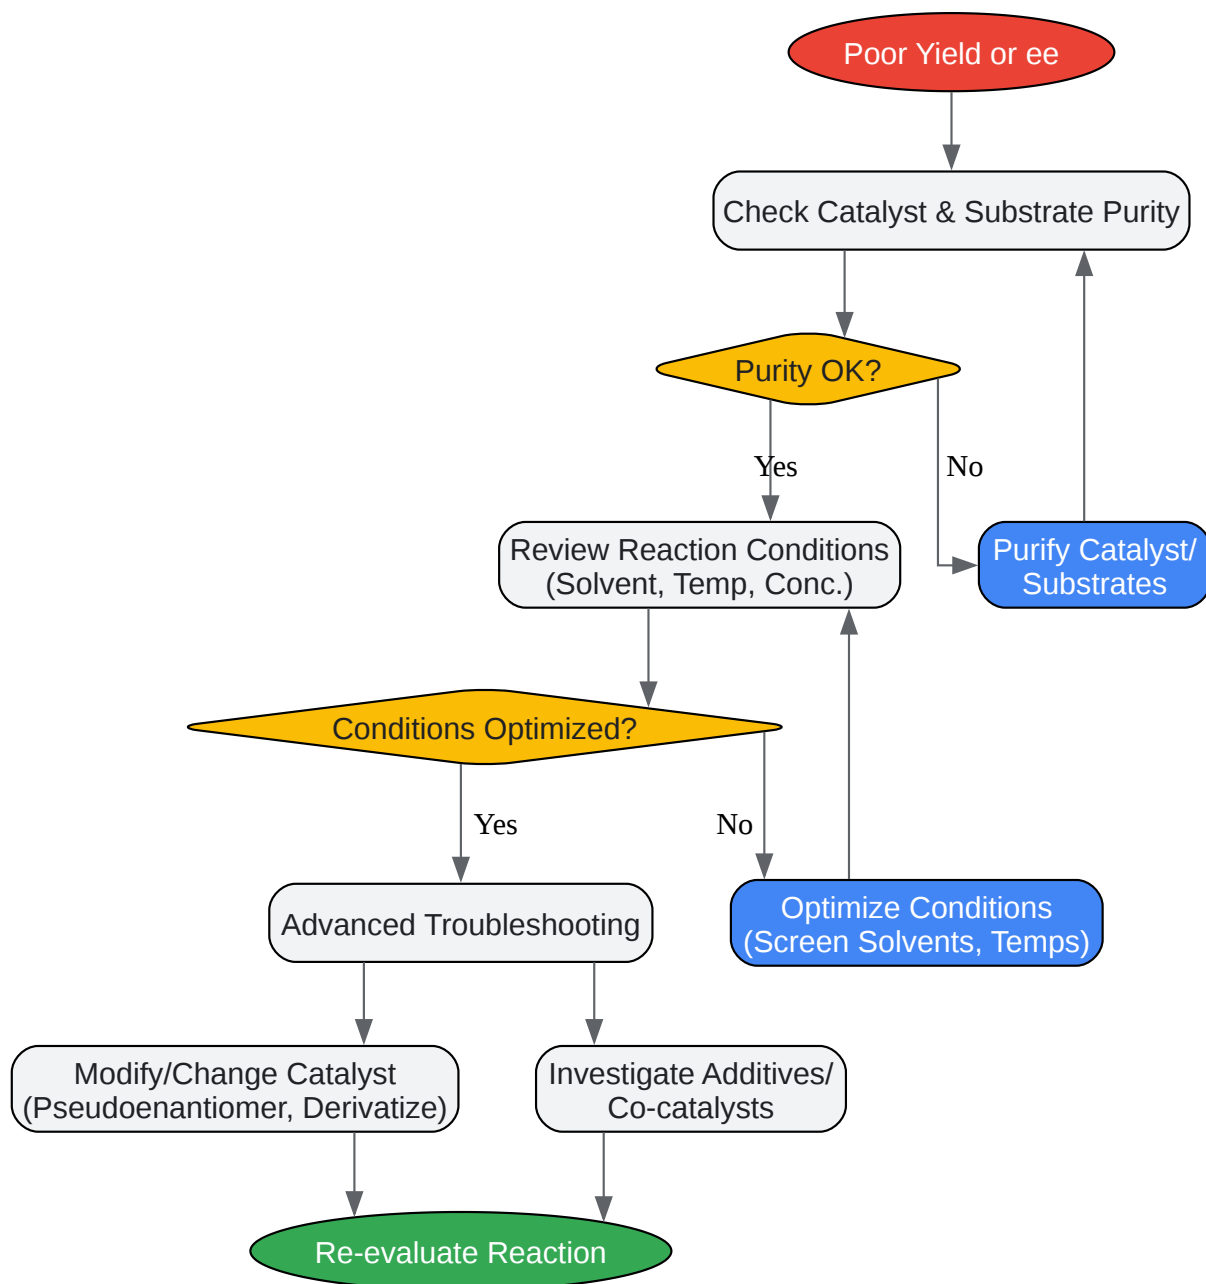 Poor Yield or ee
Check Catalyst & Substrate Purity
Purity OK?
Yes
No
Review Reaction Conditions
(Solvent, Temp, Conc.)
Purify Catalyst/
Substrates
Conditions Optimized?
Yes
No
Advanced Troubleshooting
Optimize Conditions
(Screen Solvents, Temps)
Modify/Change Catalyst
(Pseudoenantiomer, Derivatize)
Investigate Additives/
Co-catalysts
Re-evaluate Reaction